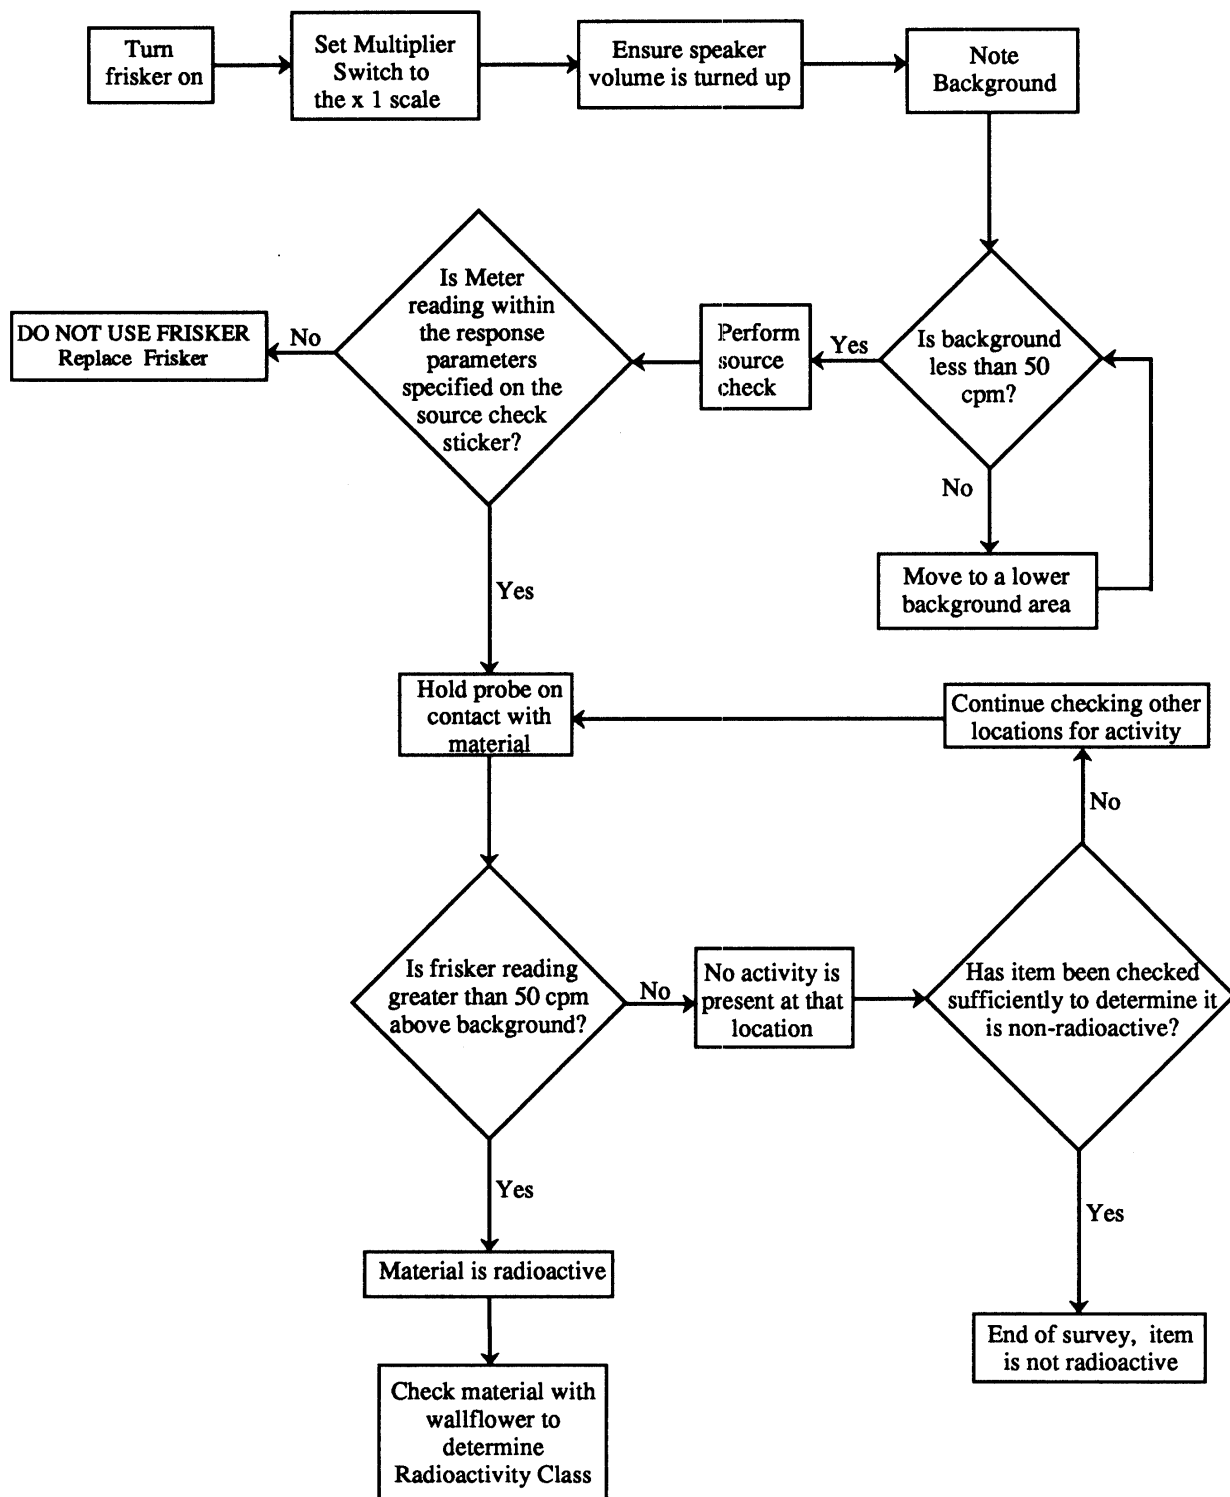 Turn
frisker on
Set Multiplier
Switch to
the x 1 scale
Ensure speaker
volume is turned up
Note
Background
Is Meter
reading within
the response
parameters
specified on the
source check
sticker?
No
DO NOT USE FRISKER
Replace Frisker
Perform
source
check
Yes
Is background
less than 50
cpm?
No
Move to a lower
background area
Yes
Hold probe on
contact with
material
Continue checking other
locations for activity
No
Is frisker reading
greater than 50 cpm
above background?
No
No activity is
present at that
location
Has item been checked
sufficiently to determine it
is non-radioactive?
Yes
Yes
Material is radioactive
End of survey, item
is not radioactive
Check material with
wallflower to
determine
Radioactivity Class